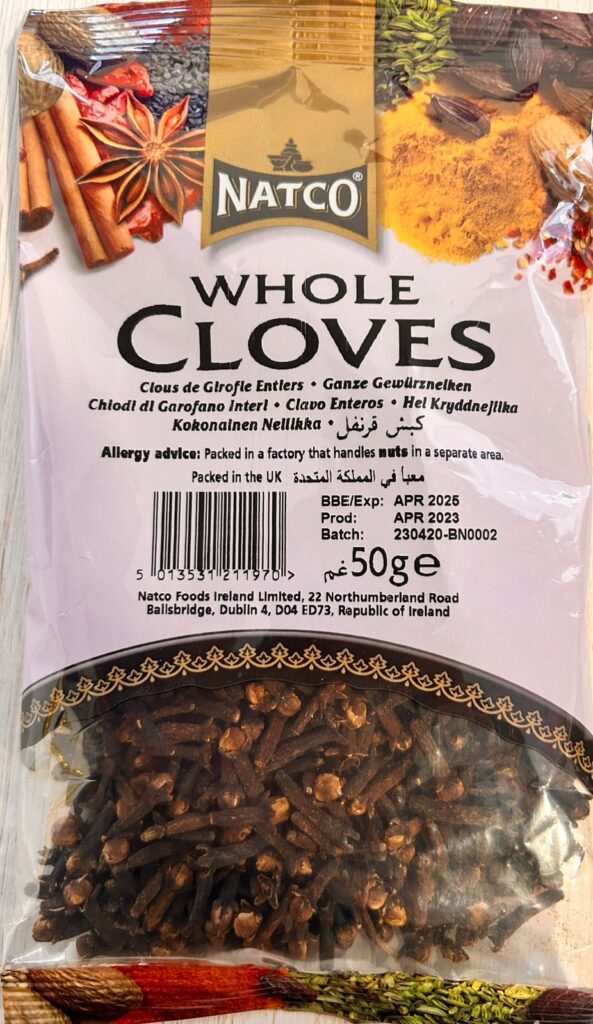 NATCO®
WHOLE
CLOVES
Clous de Girofle Entiers • Ganze Gewürznelken
Chiodi di Garofano Interi • Clavo Enteros • Hel Kryddnejlika
Kokonainen Neilikka • كبش قرنفل
Allergy advice: Packed in a factory that handles nuts in a separate area.
Packed in the UK معبأ في المملكة المتحدة
BBE/Exp: APR 2025
Prod: APR 2023
Batch: 230420-BN0002
5 013531 211970 >
50g e غم
Natco Foods Ireland Limited, 22 Northumberland Road
Ballsbridge, Dublin 4, D04 ED73, Republic of Ireland